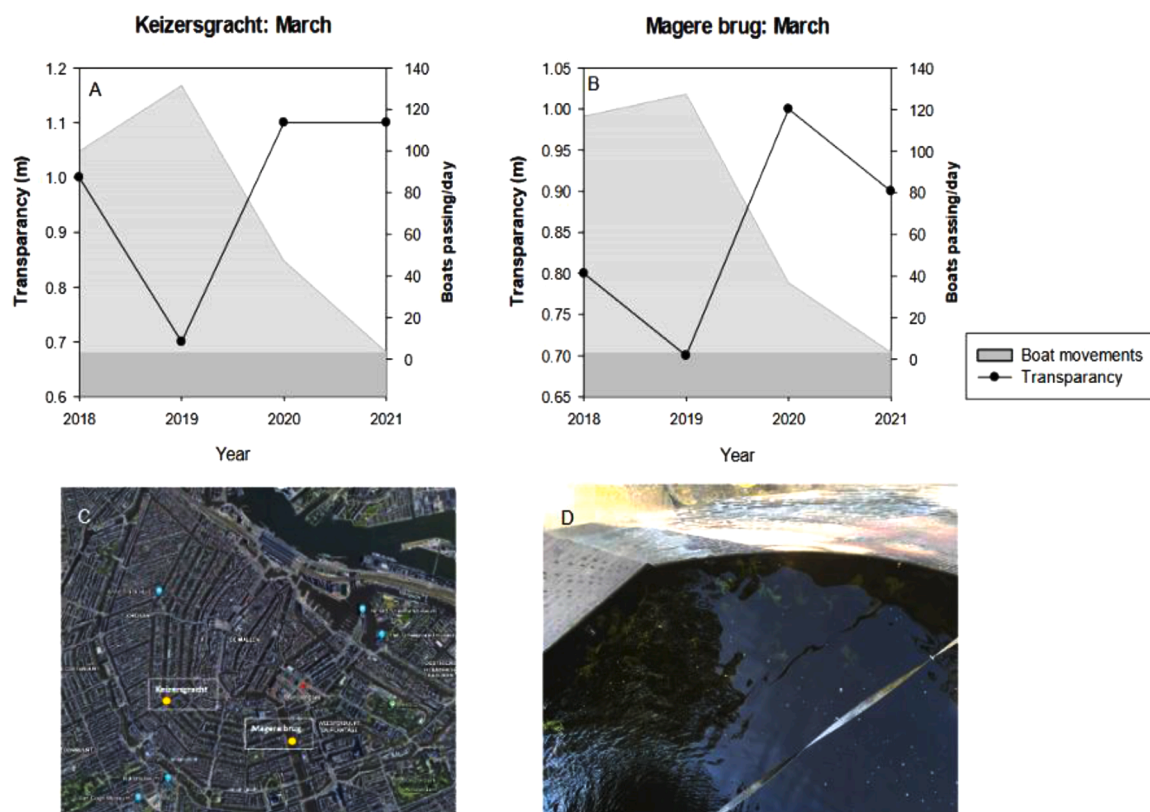 Keizersgracht: March
Magere brug: March
A
1.2
1.1
1.0
0.9
0.8
0.7
0.6
Transparancy (m)
140
120
100
80
60
40
20
0
Boats passing/day
2018
2019
2020
2021
Year
B
1.05
1.00
0.95
0.90
0.85
0.80
0.75
0.70
0.65
Transparancy (m)
140
120
100
80
60
40
20
0
Boats passing/day
2018
2019
2020
2021
Year
Boat movements
Transparancy
C
DE WALLEN
Keizersgracht
Magere brug
D